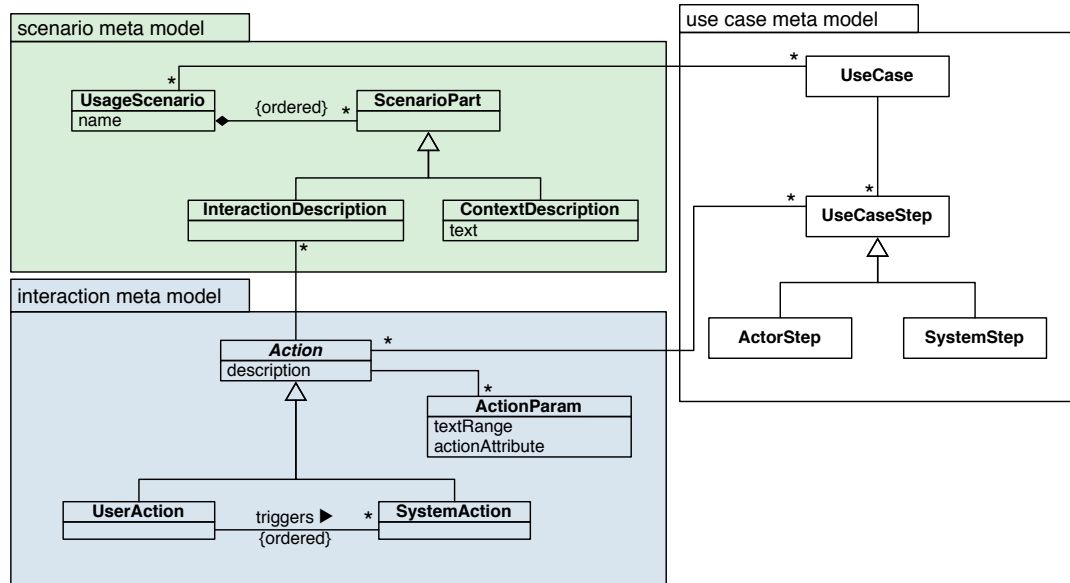 scenario meta model
use case meta model
*
*
UsageScenario
name
{ordered}
*
ScenarioPart
UseCase
InteractionDescription
ContextDescription
text
*
*
*
UseCaseStep
interaction meta model
ActorStep
SystemStep
Action
description
*
*
ActionParam
textRange
actionAttribute
UserAction
triggers ▶
{ordered}
*
SystemAction